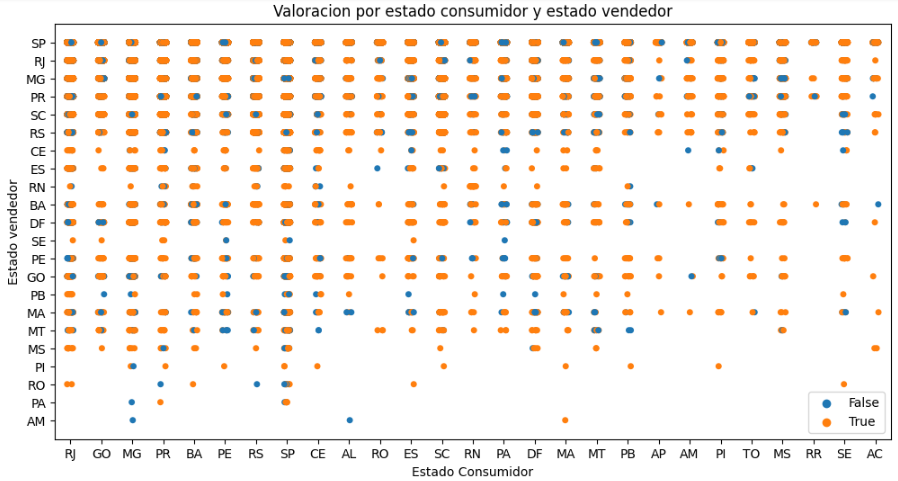 Valoracion por estado consumidor y estado vendedor
Estado vendedor
SP
RJ
MG
PR
SC
RS
CE
ES
RN
BA
DF
SE
PE
GO
PB
MA
MT
MS
PI
RO
PA
AM
False
True
RJ GO MG PR BA PE RS SP CE AL RO ES SC RN PA DF MA MT PB AP AM PI TO MS RR SE AC
Estado Consumidor